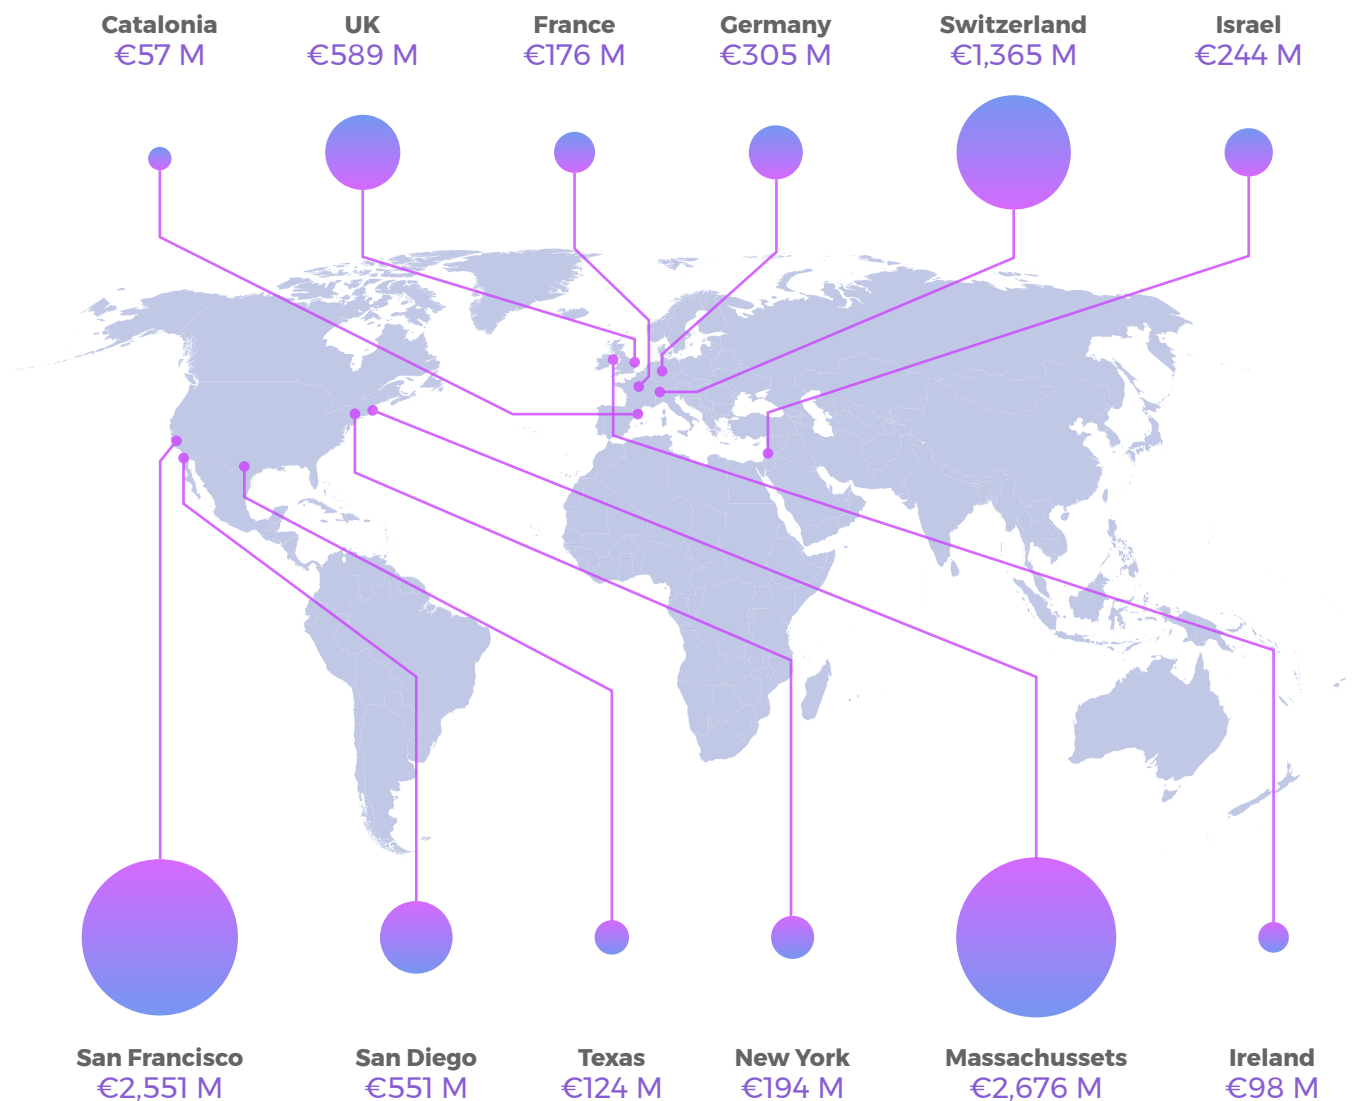 Catalonia
€57 M
UK
€589 M
France
€176 M
Germany
€305 M
Switzerland
€1,365 M
Israel
€244 M
San Francisco
€2,551 M
San Diego
€551 M
Texas
€124 M
New York
€194 M
Massachussets
€2,676 M
Ireland
€98 M